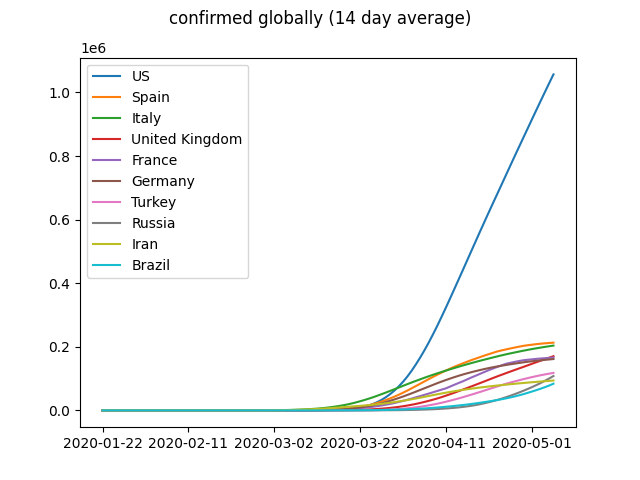 confirmed globally (14 day average)
1e6
US
Spain
Italy
United Kingdom
France
Germany
Turkey
Russia
Iran
Brazil
1.0
0.8
0.6
0.4
0.2
0.0
2020-01-22 2020-02-11 2020-03-02 2020-03-22 2020-04-11 2020-05-01